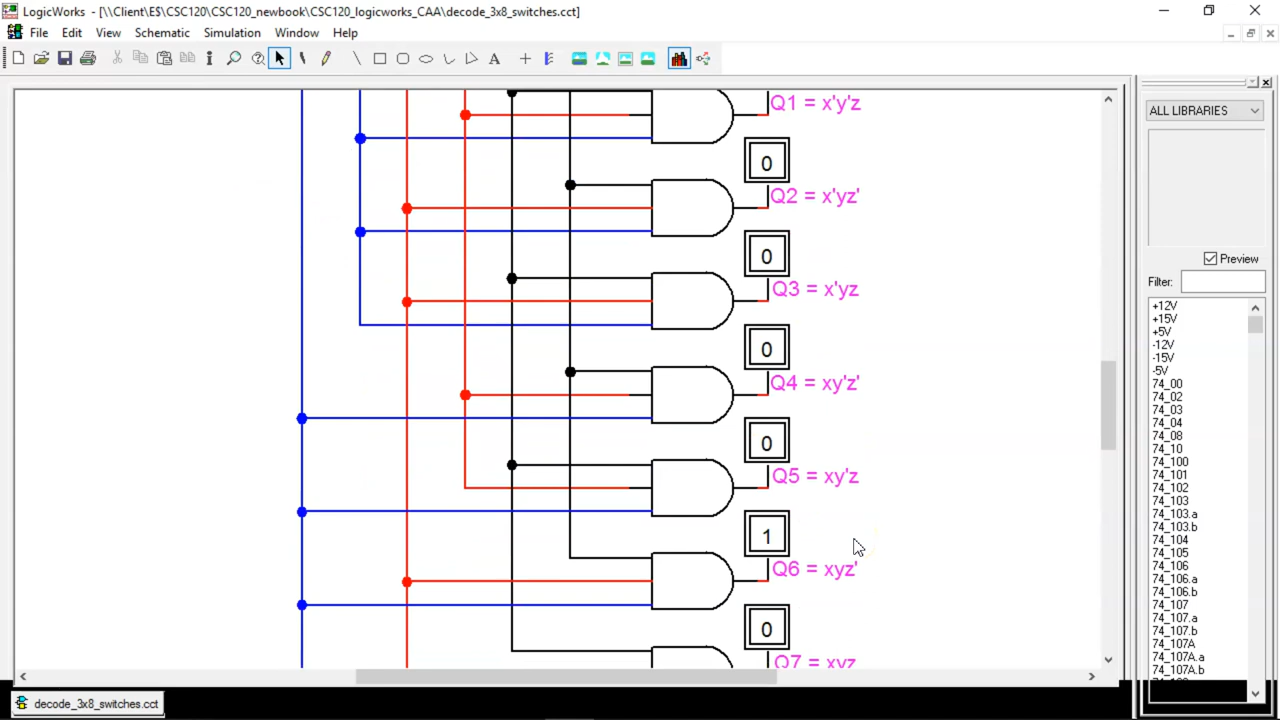 LogicWorks - [\\Client\E$\CSC120\CSC120_newbook\CSC120_logicworks_CAA\decode_3x8_switches.cct]
File Edit View Schematic Simulation Window Help
Q1 = x'y'z
0
Q2 = x'yz'
0
Q3 = x'yz
0
Q4 = xy'z'
0
Q5 = xy'z
1
Q6 = xyz'
0
Q7 = xyz
ALL LIBRARIES
Preview
Filter:
+12V
+15V
+5V
-12V
-15V
-5V
74_00
74_02
74_03
74_04
74_08
74_10
74_100
74_101
74_102
74_103
74_103.a
74_103.b
74_104
74_105
74_106
74_106.a
74_106.b
74_107
74_107.a
74_107.b
74_107A
74_107A.a
74_107A.b
decode_3x8_switches.cct